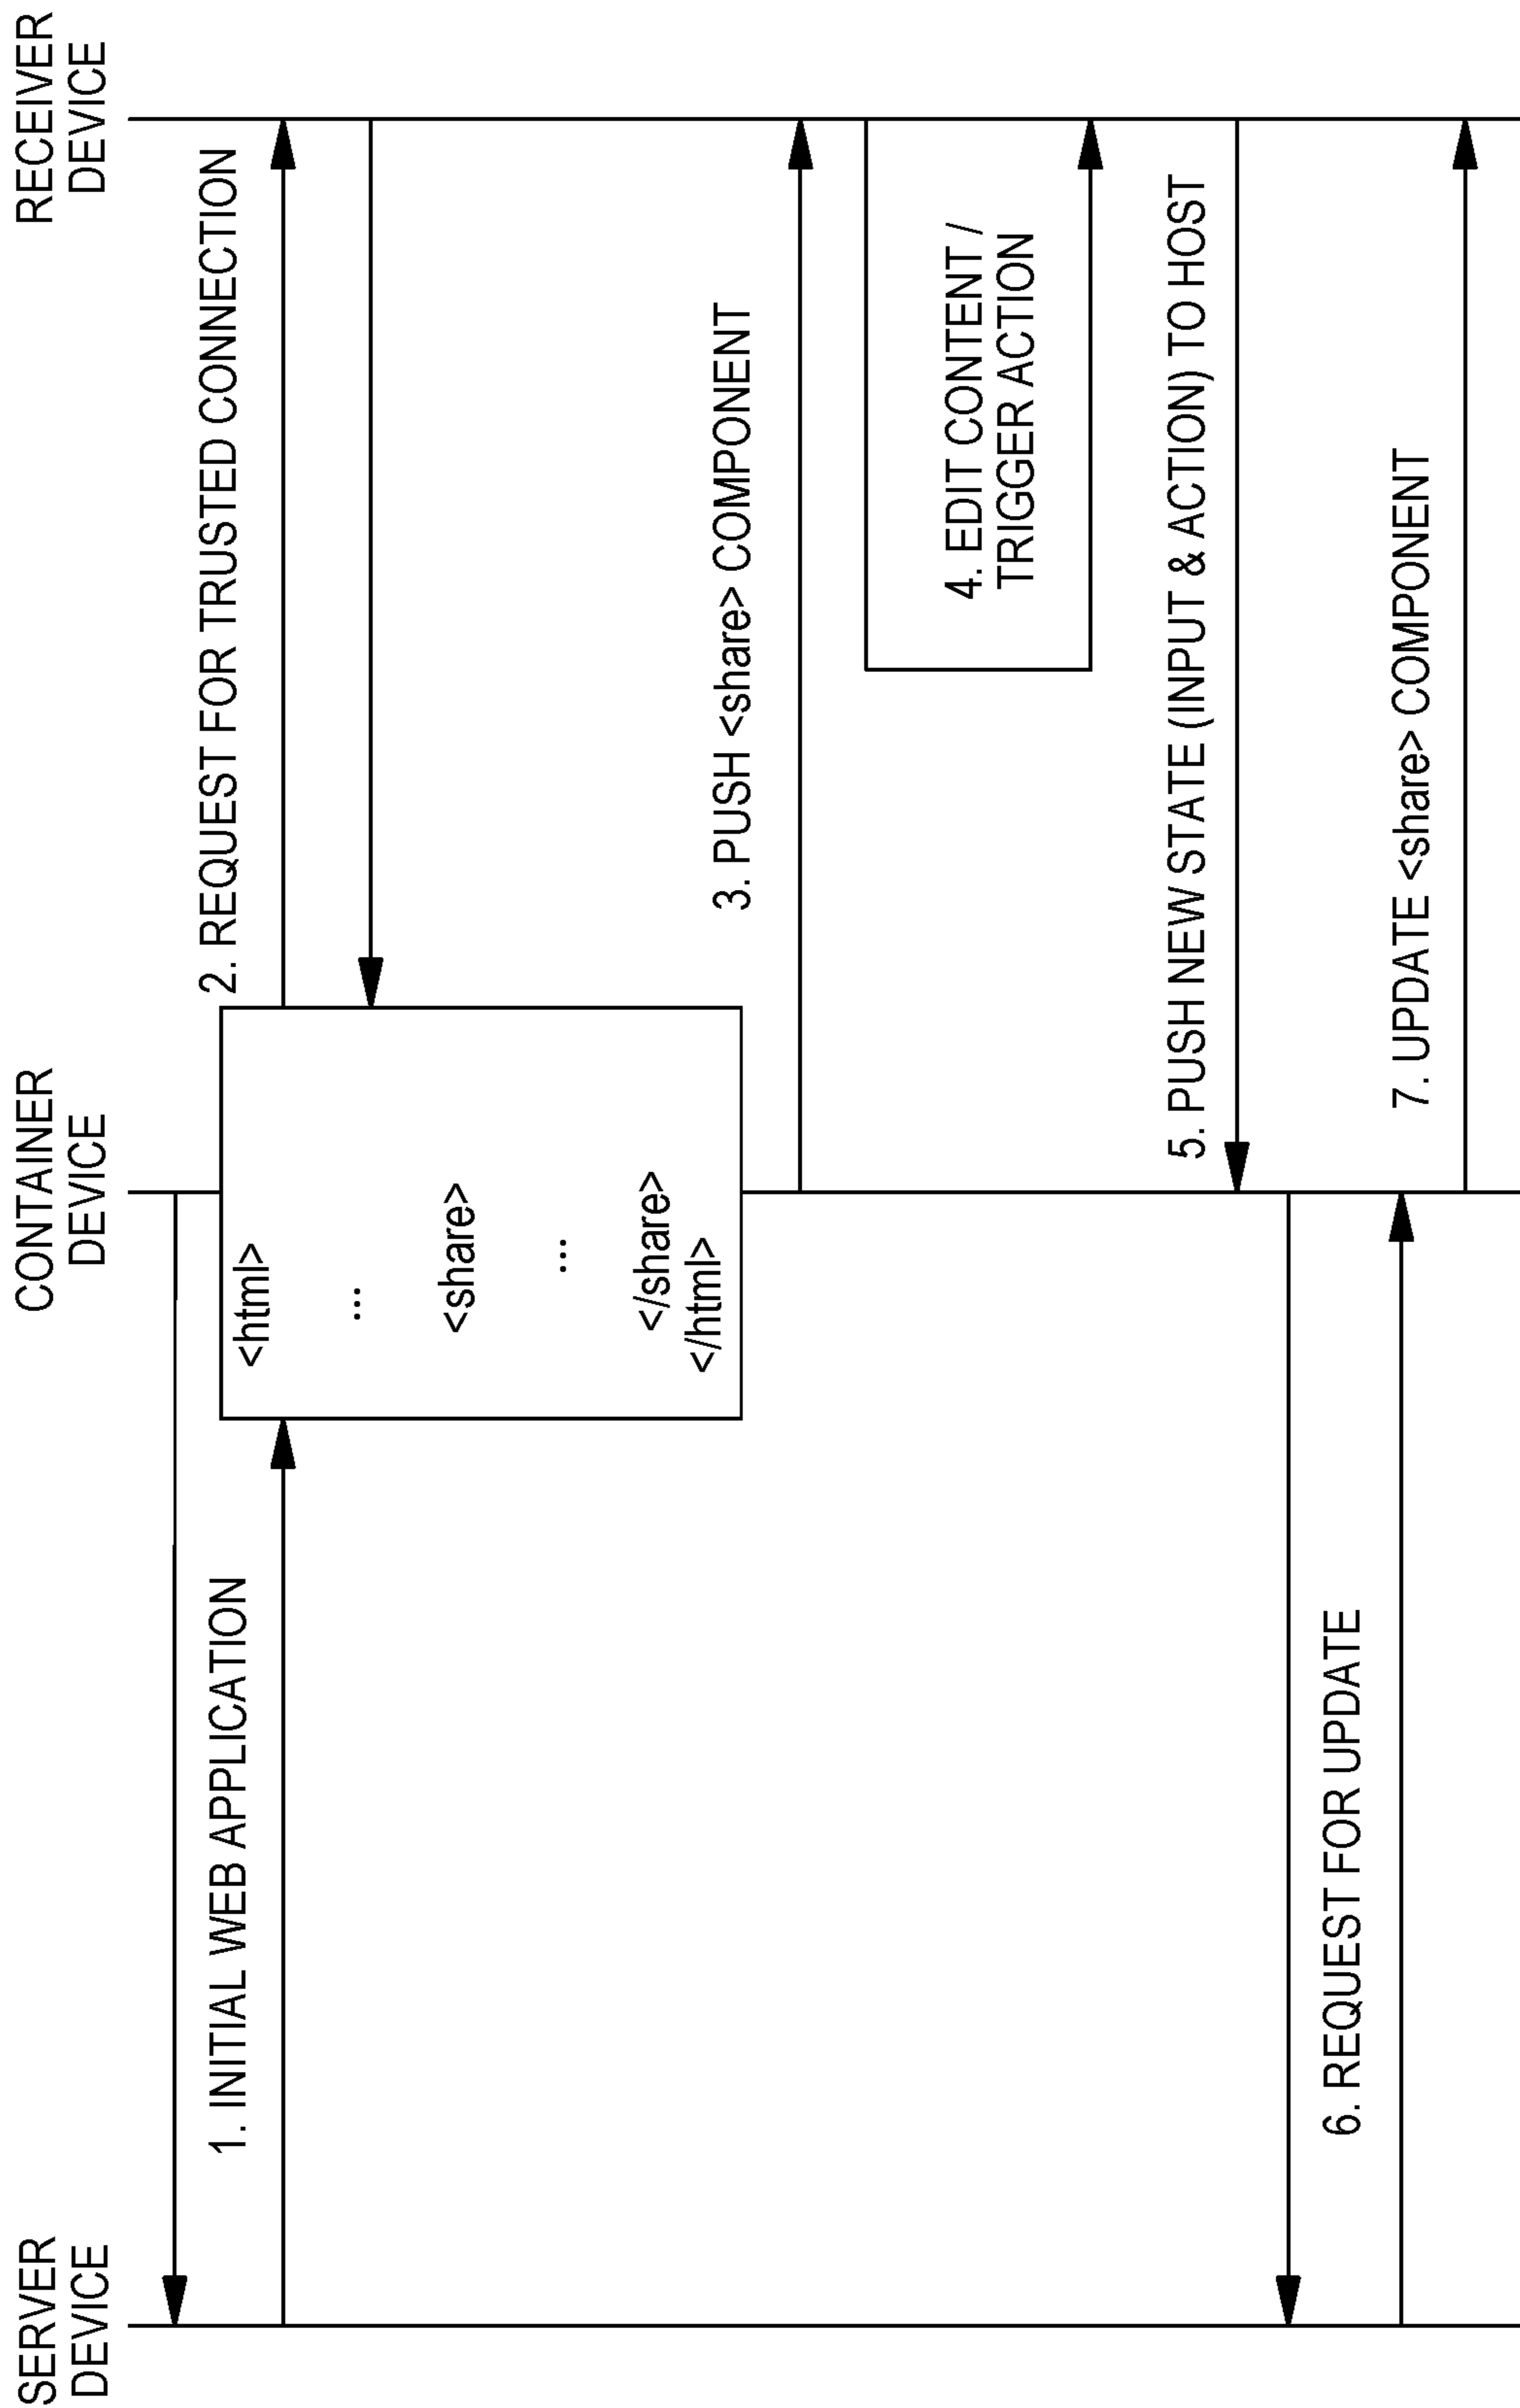 SERVER
DEVICE
CONTAINER
DEVICE
RECEIVER
DEVICE
1. INITIAL WEB APPLICATION
2. REQUEST FOR TRUSTED CONNECTION
<html>
...
<share>
...
</share>
</html>
3. PUSH <share> COMPONENT
4. EDIT CONTENT /
TRIGGER ACTION
5. PUSH NEW STATE (INPUT & ACTION) TO HOST
6. REQUEST FOR UPDATE
7. UPDATE <share> COMPONENT